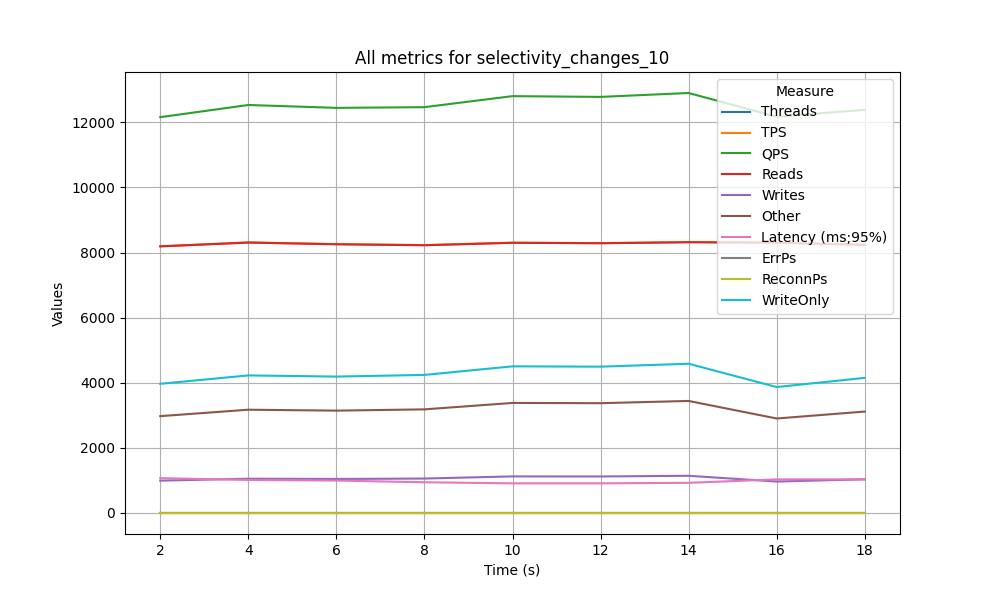 All metrics for selectivity_changes_10
Measure
Threads
TPS
QPS
Reads
Writes
Other
Latency (ms;95%)
ErrPs
ReconnPs
WriteOnly
Values
12000
10000
8000
6000
4000
2000
0
2 4 6 8 10 12 14 16 18
Time (s)